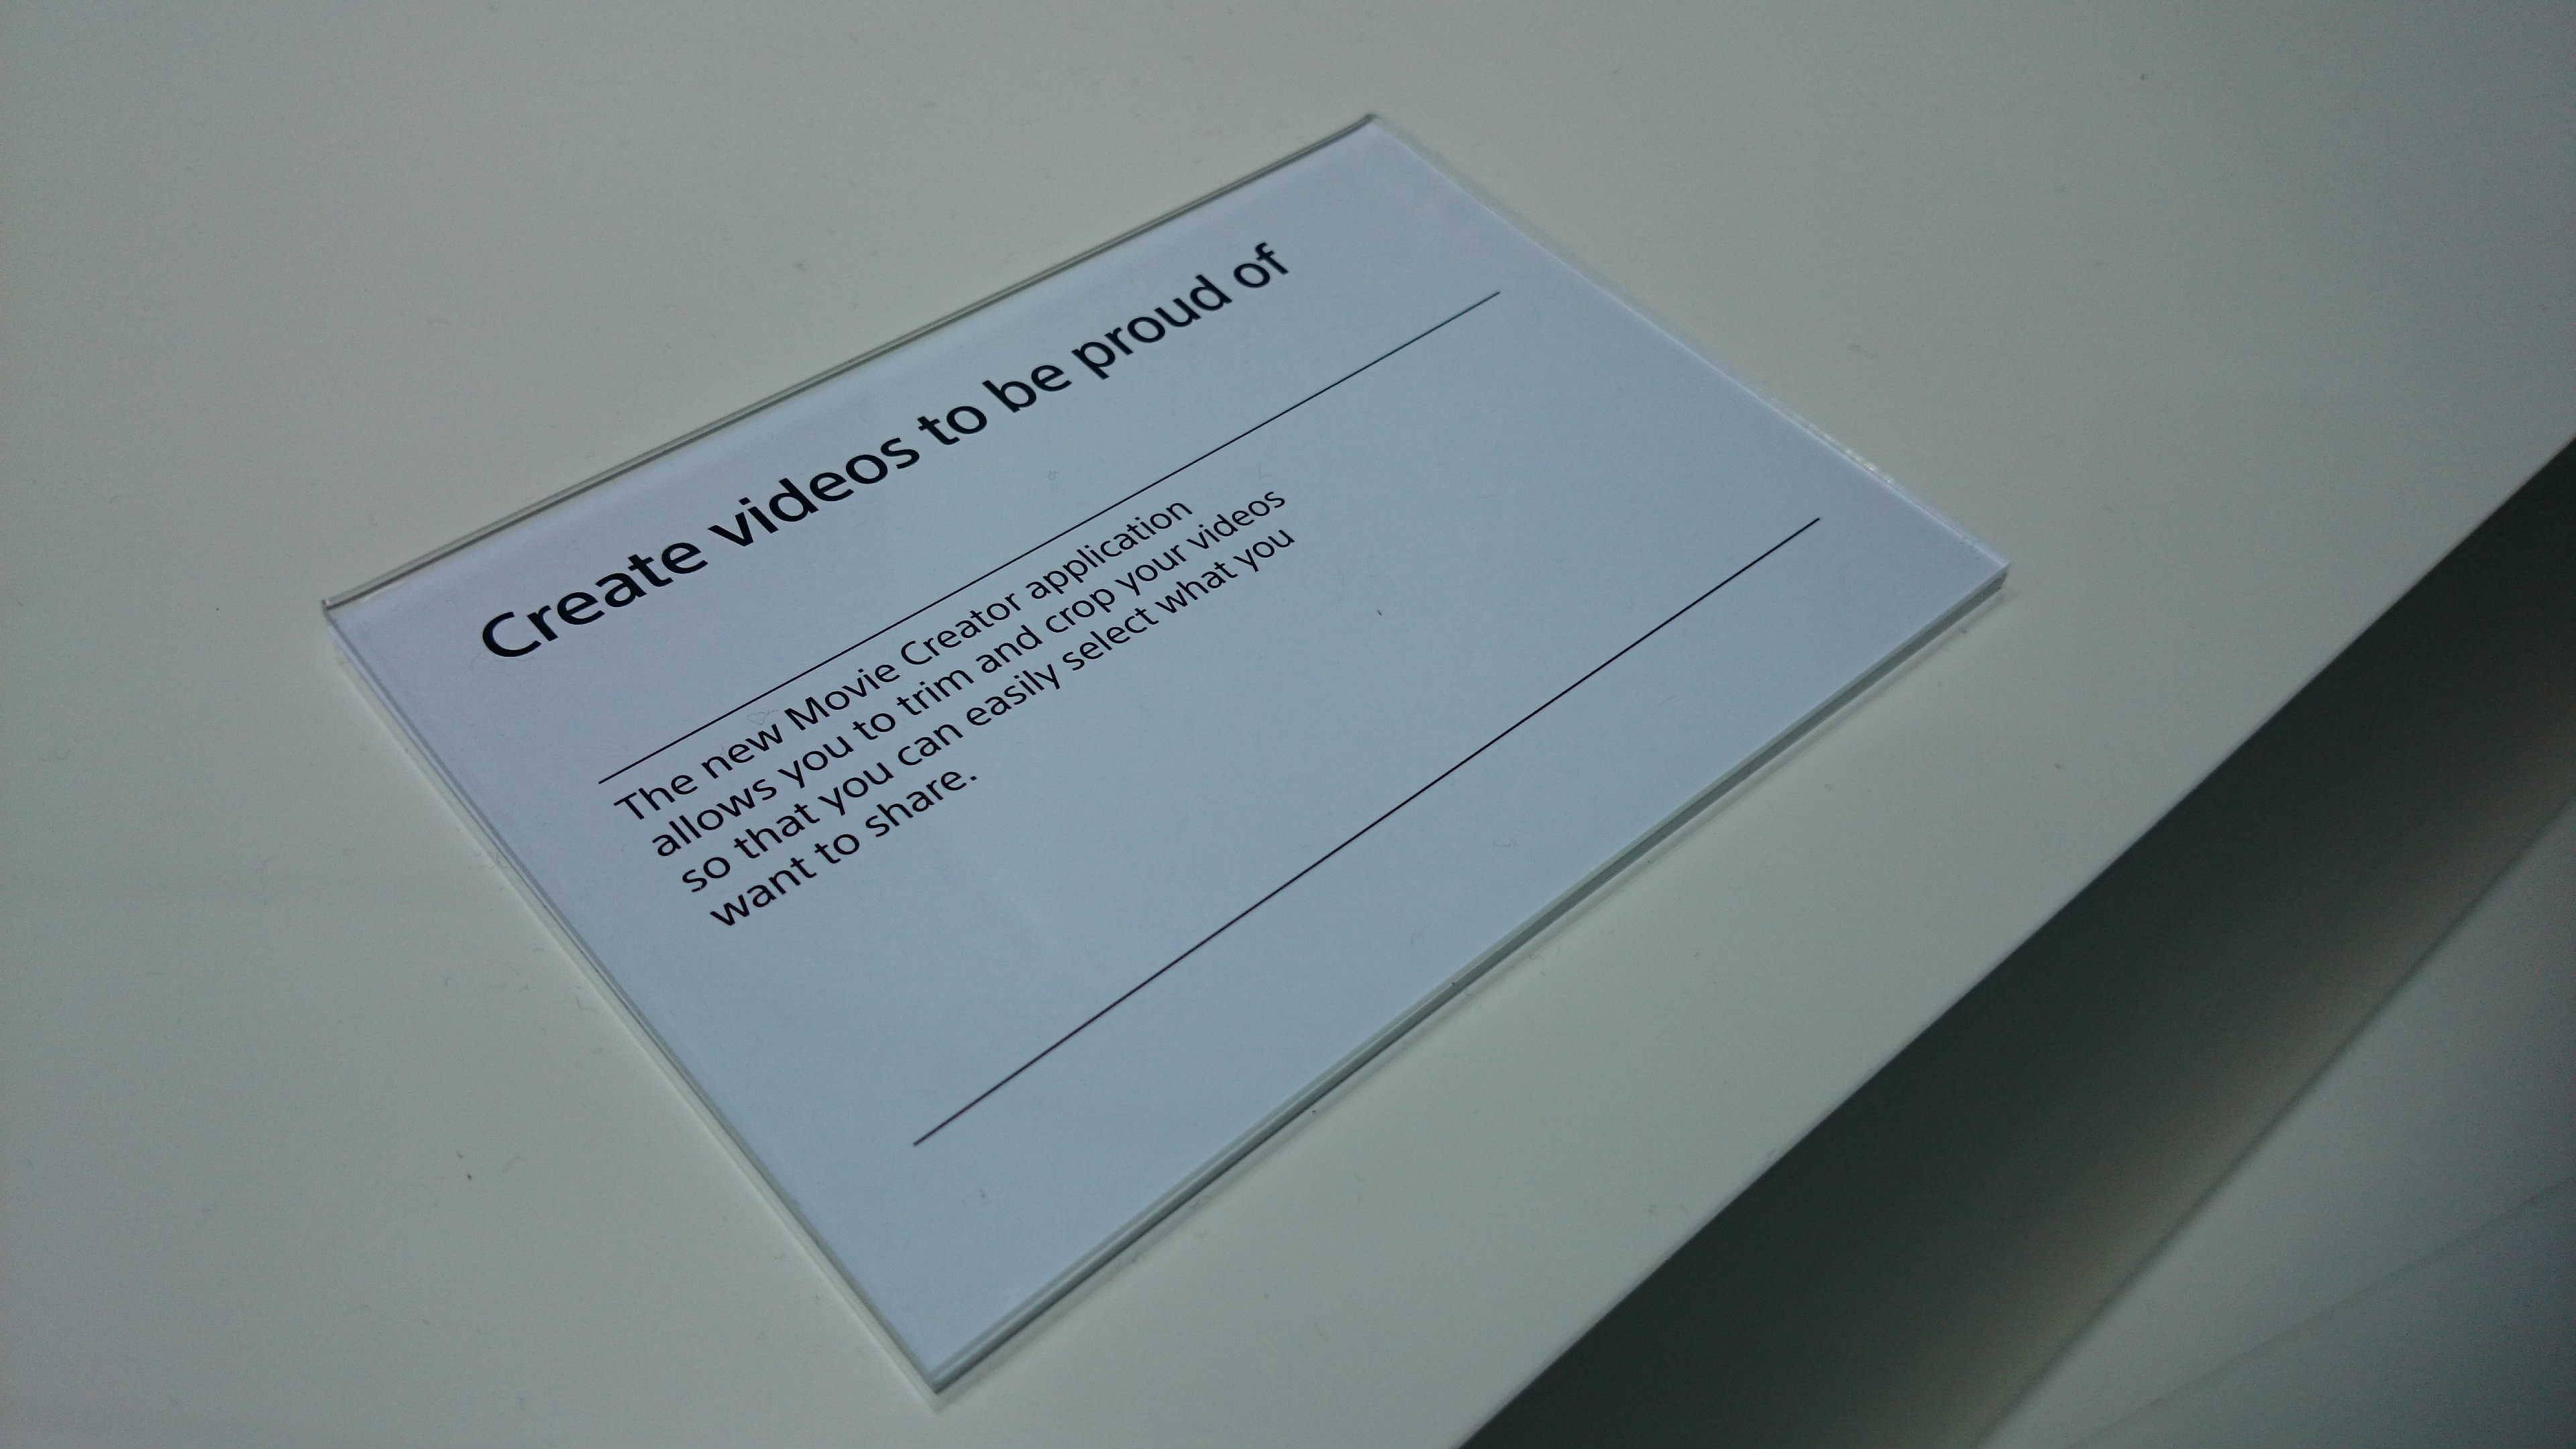 Create videos to be proud of
The new Movie Creator application
allows you to trim and crop your videos
so that you can easily select what you
want to share.